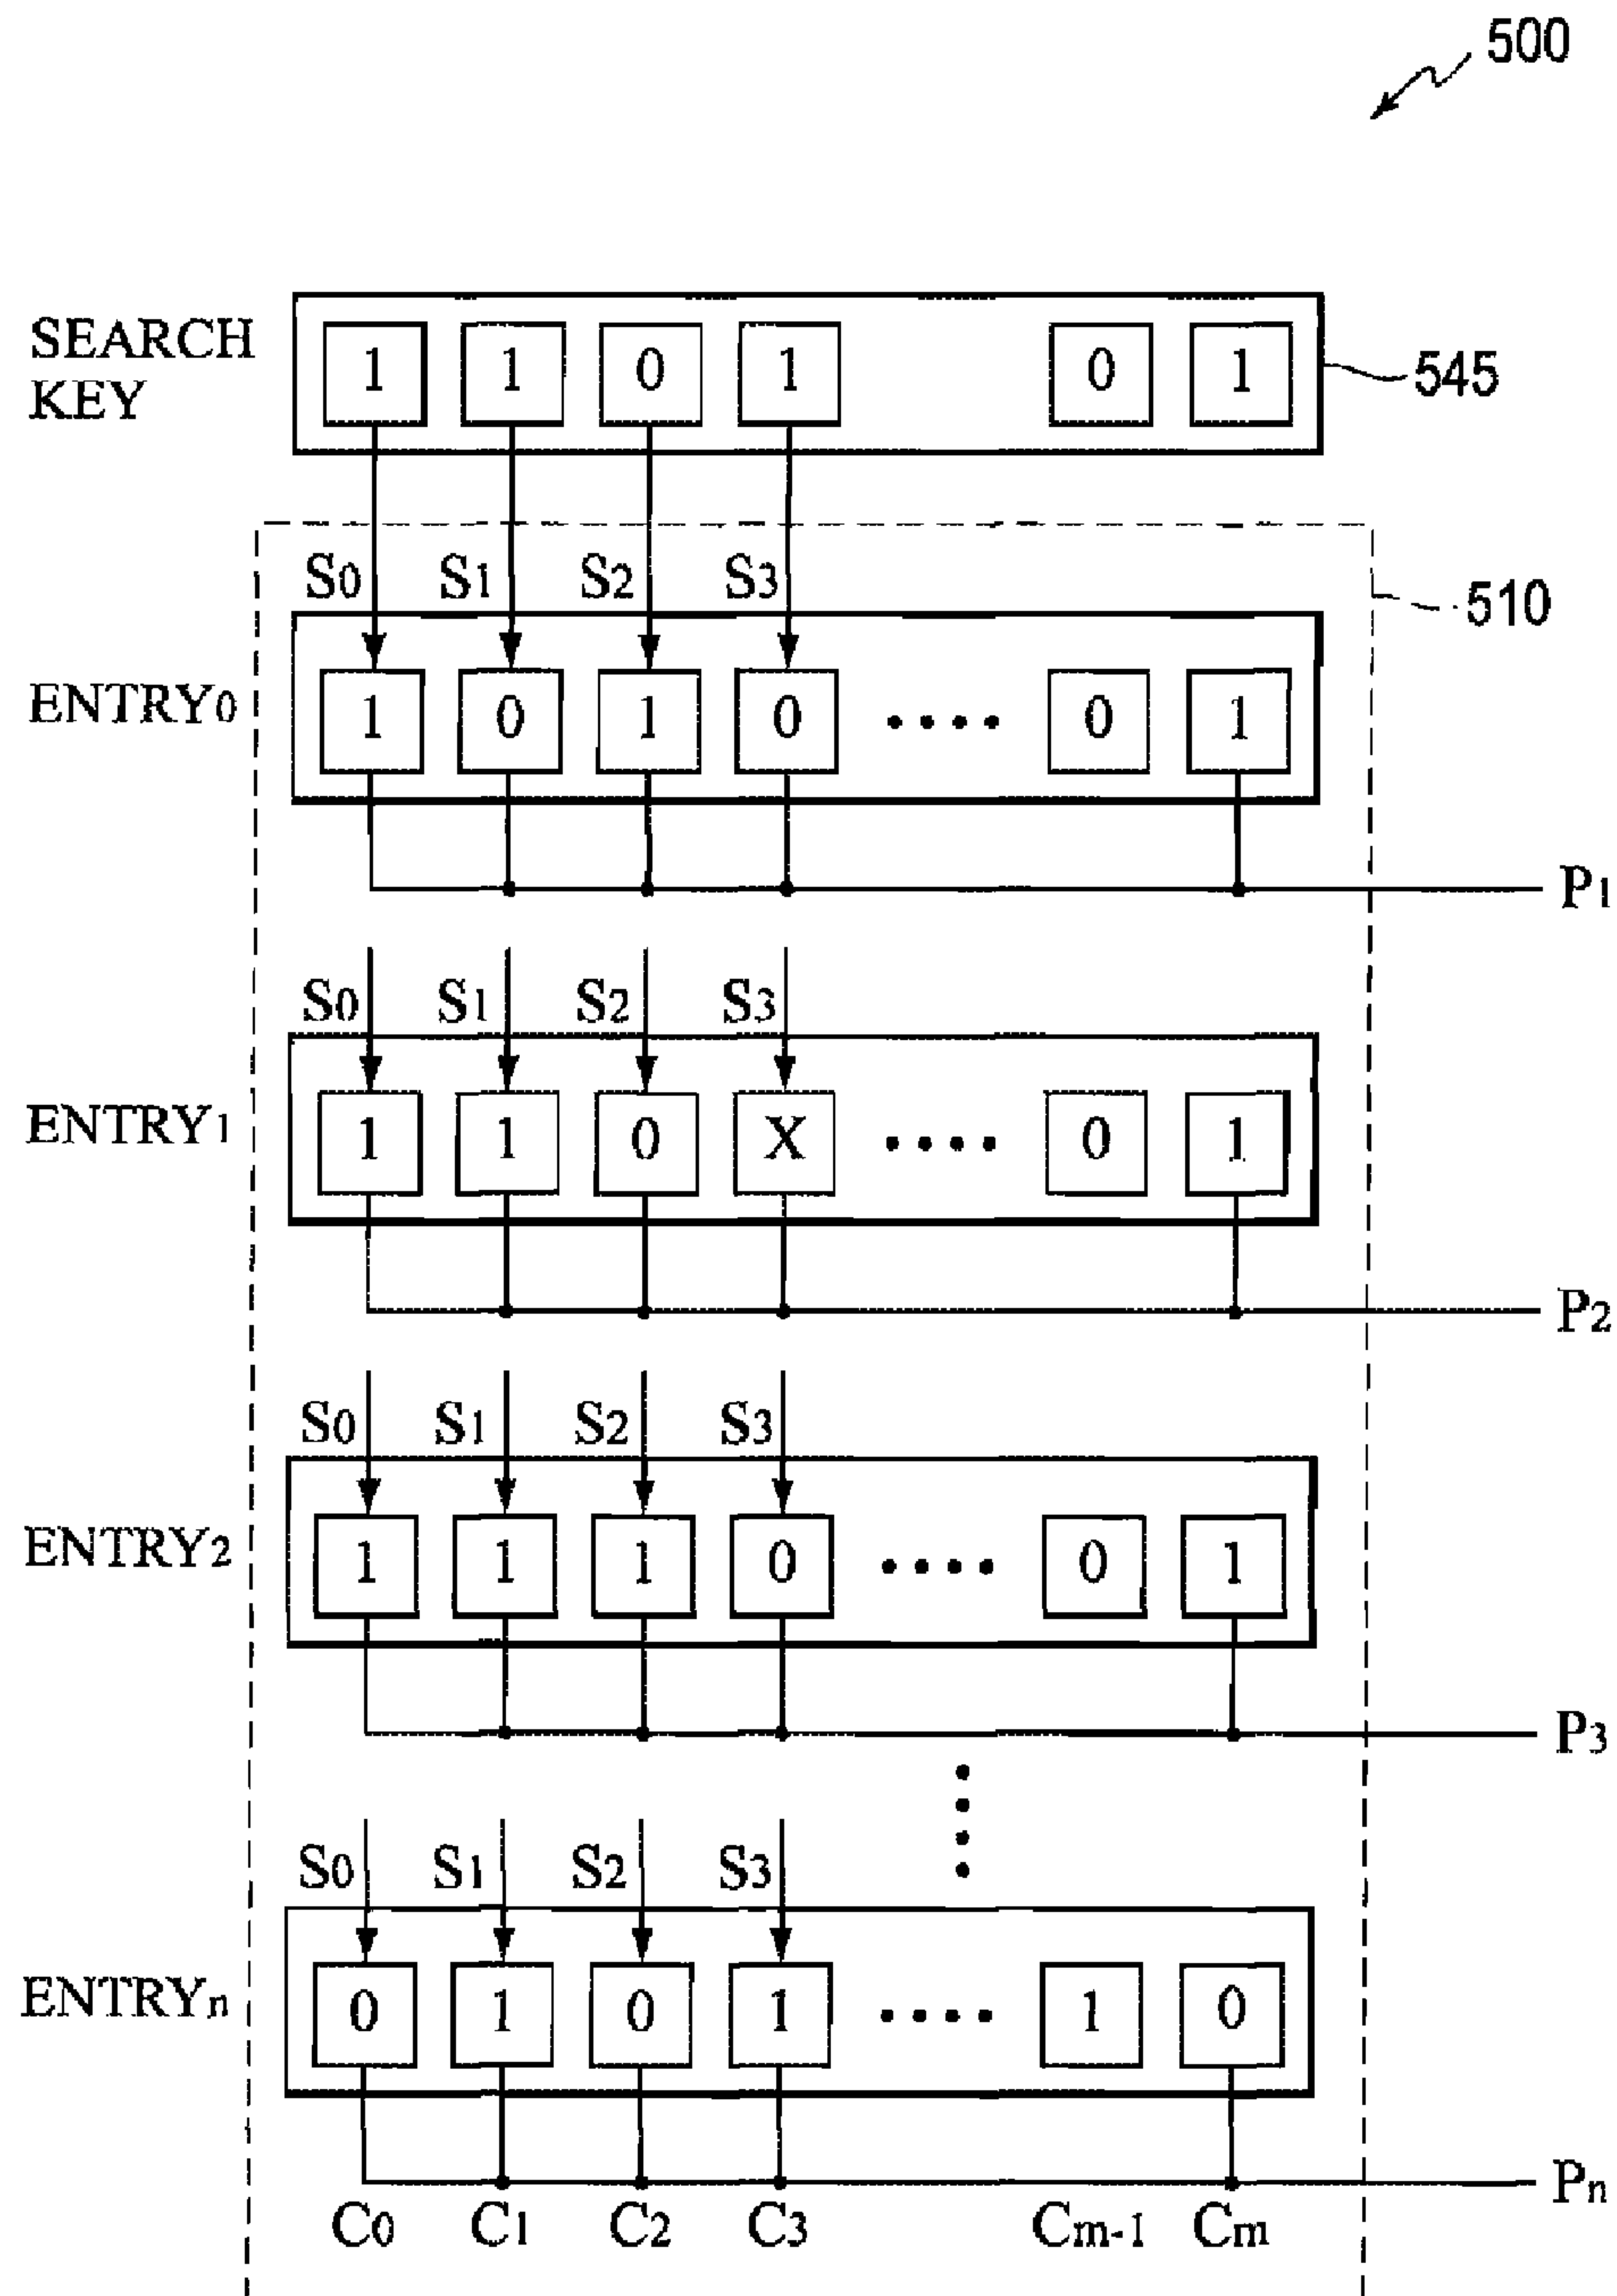 500
SEARCH
KEY
1 1 0 1 0 1
545
S0 S1 S2 S3
510
ENTRY0
1 0 1 0 .... 0 1
P1
S0 S1 S2 S3
ENTRY1
1 1 0 X .... 0 1
P2
S0 S1 S2 S3
ENTRY2
1 1 1 0 .... 0 1
P3
S0 S1 S2 S3
ENTRYn
0 1 0 1 .... 1 0
Pn
C0 C1 C2 C3 Cm-1 Cm